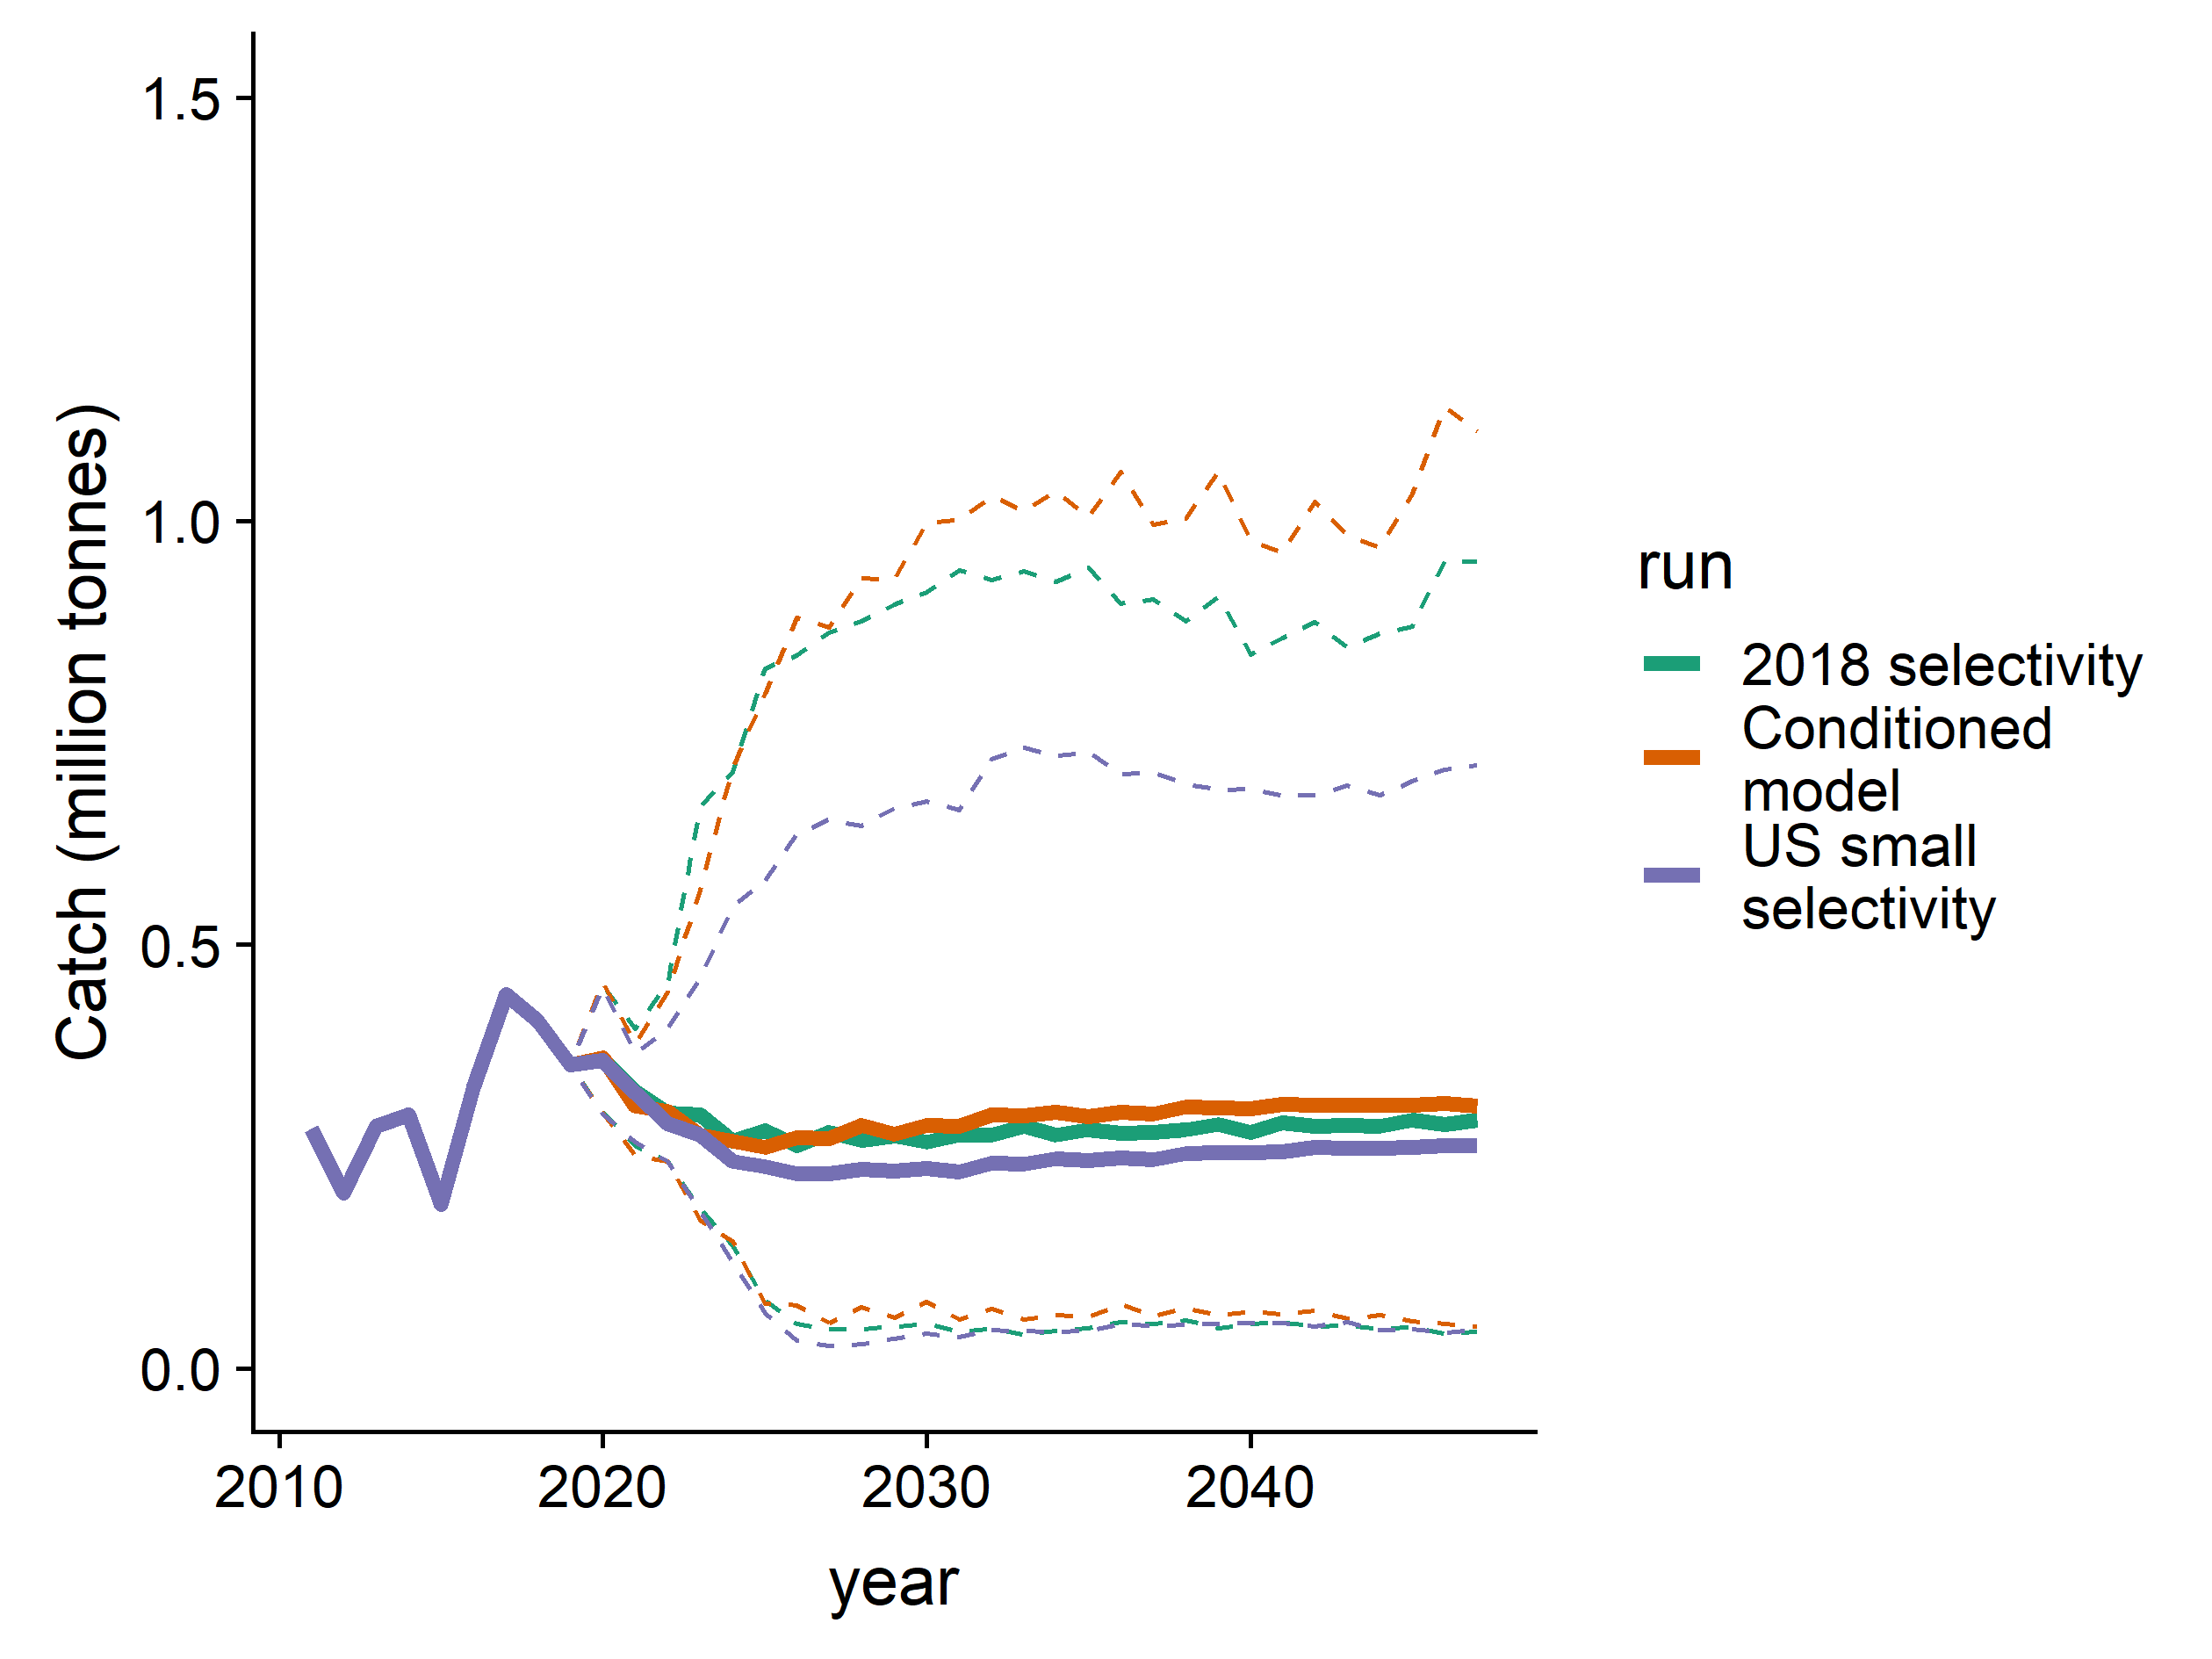 1.5
1.0
0.5
0.0
Catch (million tonnes)
2010
2020
2030
2040
year
run
2018 selectivity
Conditioned
model
US small
selectivity